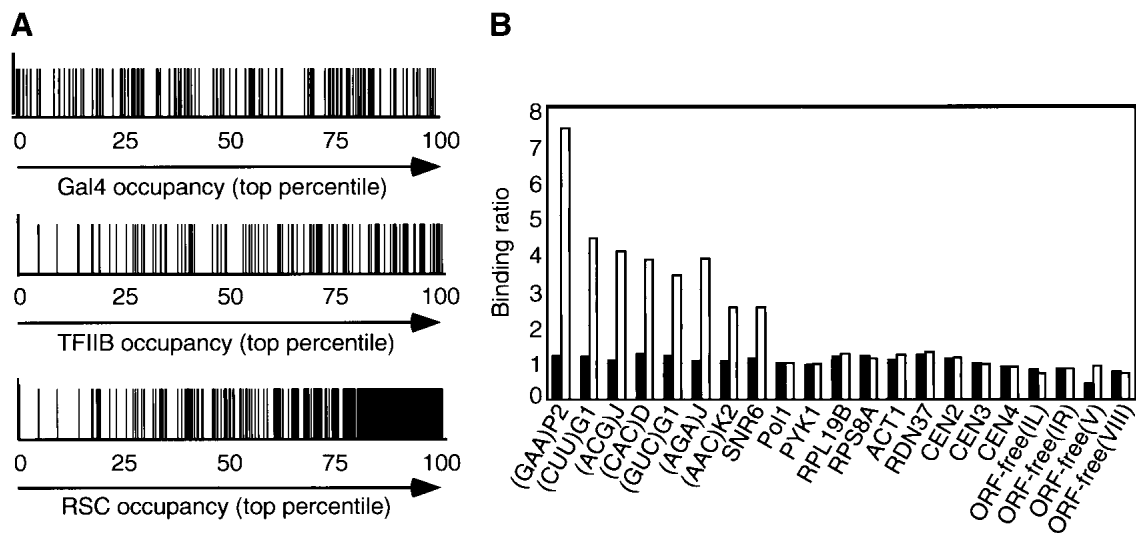 A
0 25 50 75 100
Gal4 occupancy (top percentile)
0 25 50 75 100
TFIIB occupancy (top percentile)
0 25 50 75 100
RSC occupancy (top percentile)
B
Binding ratio
8
7
6
5
4
3
2
1
0
(GAA)P2
(CUU)G1
(ACG)J
(CAC)D
(GUC)G1
(AGA)J
(AAC)K2
SNR6
Pol1
PYK1
RPL19B
RPS8A
ACT1
RDN37
CEN2
CEN3
CEN4
ORF-free(IL)
ORF-free(IR)
ORF-free(V)
ORF-free(VIII)